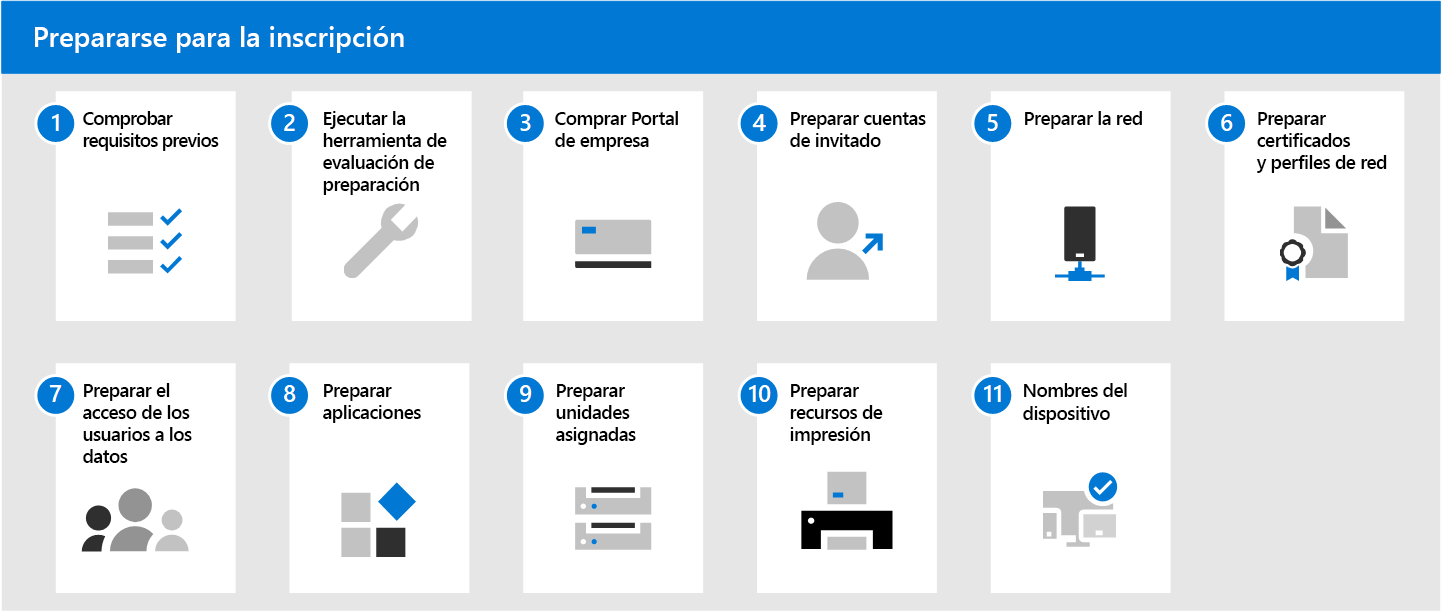 Prepararse para la inscripción
1
Comprobar
requisitos previos
2
Ejecutar la
herramienta de
evaluación de
preparación
3
Comprar Portal
de empresa
4
Preparar cuentas
de invitado
5
Preparar la red
6
Preparar
certificados
y perfiles de red
7
Preparar el
acceso de los
usuarios a los
datos
8
Preparar
aplicaciones
9
Preparar
unidades
asignadas
10
Preparar
recursos de
impresión
11
Nombres del
dispositivo